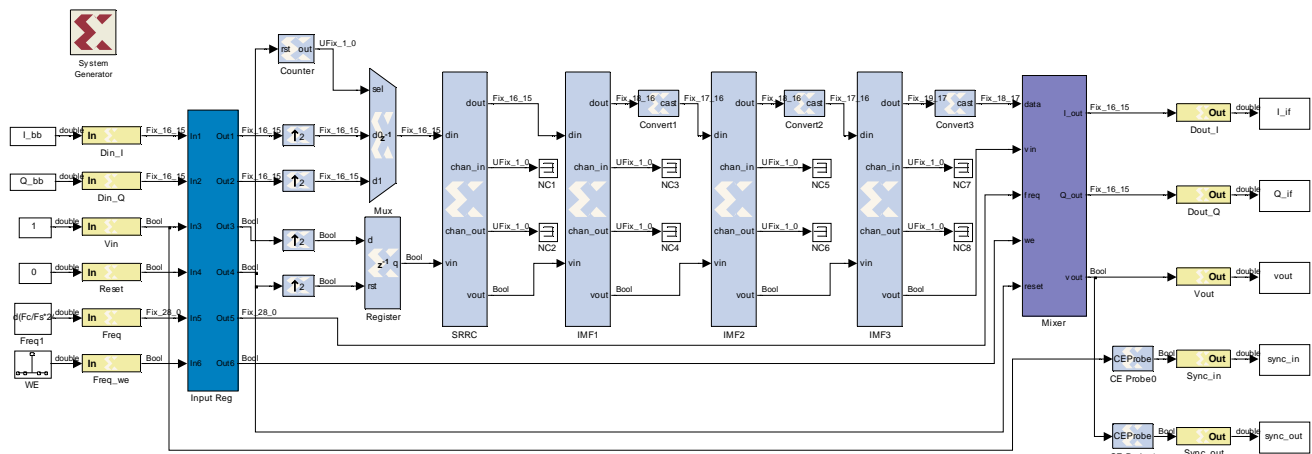 System
Generator
rst out
UFix_1_0
Counter
sel
d0
d1
z-1
Fix_16_15
Mux
I_bb
double
In
Fix_16_15
Din_I
Q_bb
double
In
Fix_16_15
Din_Q
1
double
In
Bool
Vin
0
double
In
Bool
Reset
d(Fc/Fs*2
Freq1
double
In
Fix_28_0
Freq
WE
double
In
Bool
Freq_we
In1
In2
In3
In4
In5
In6
Out1
Out2
Out3
Out4
Out5
Out6
Input Reg
Fix_16_15
↑2
Fix_16_15
Fix_16_15
↑2
Fix_16_15
Bool
↑2
Bool
Bool
↑2
Bool
Fix_28_0
Bool
d
z-1
q
rst
Bool
Register
dout
din
chan_in
chan_out
vin
vout
SRRC
Fix_16_15
UFix_1_0
NC1
UFix_1_0
NC2
Bool
dout
din
chan_in
chan_out
vin
vout
IMF1
Fix_18_16
cast
Fix_17_16
Convert1
UFix_1_0
NC3
UFix_1_0
NC4
Bool
dout
din
chan_in
chan_out
vin
vout
IMF2
Fix_18_16
cast
Fix_17_16
Convert2
UFix_1_0
NC5
UFix_1_0
NC6
Bool
dout
din
chan_in
chan_out
vin
vout
IMF3
Fix_19_17
cast
Fix_18_17
Convert3
UFix_1_0
NC7
UFix_1_0
NC8
Bool
data
vin
freq
we
reset
I_out
Q_out
vout
Mixer
Fix_16_15
Out
double
I_if
Dout_I
Fix_16_15
Out
double
Q_if
Dout_Q
Bool
Out
double
vout
Vout
CEProbe
Bool
Out
double
sync_in
CE Probe0
Sync_in
CEProbe
Bool
Out
double
sync_out
Sync_out